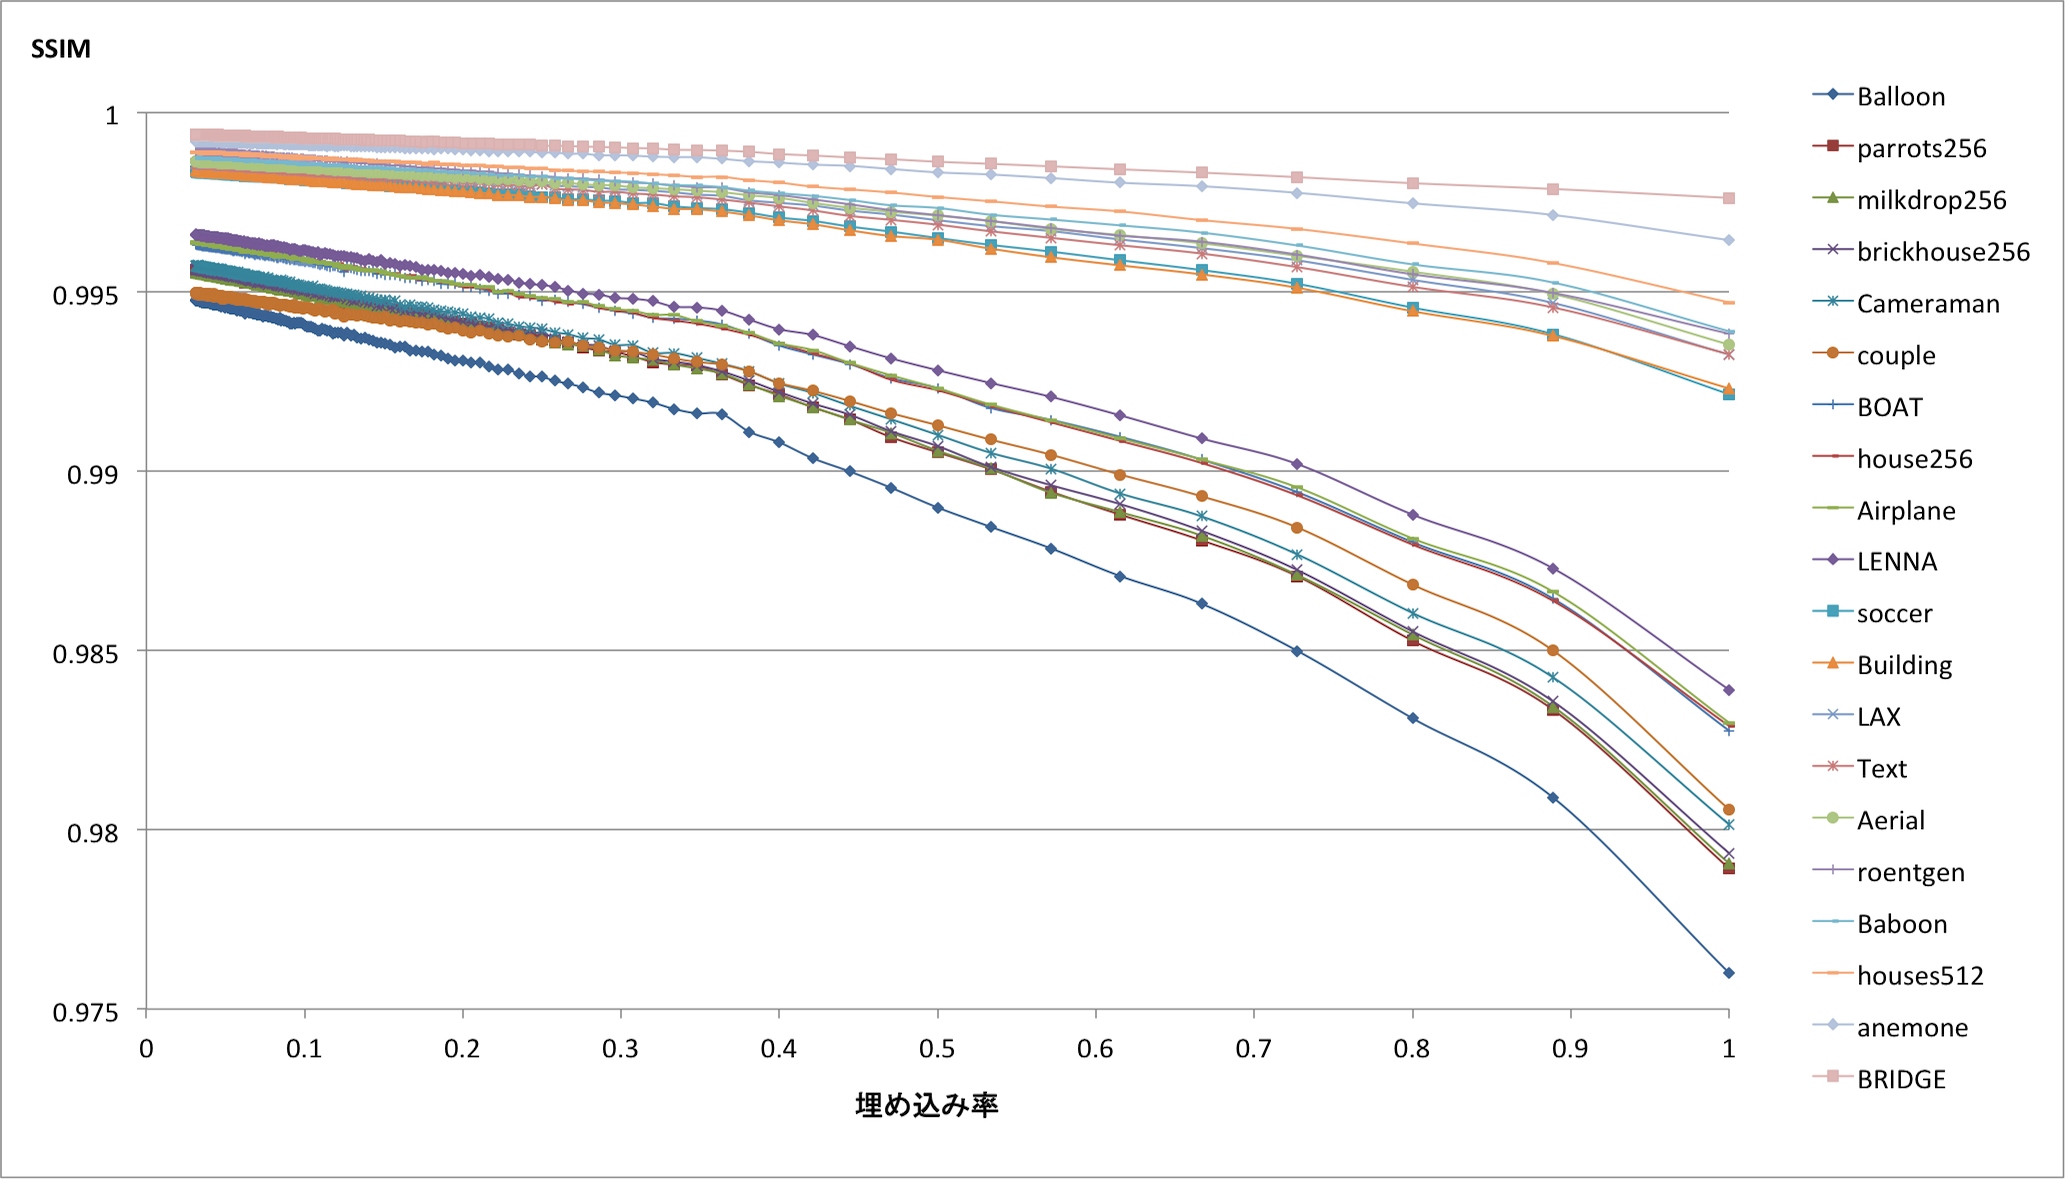 SSIM
1
0.995
0.99
0.985
0.98
0.975
0 0.1 0.2 0.3 0.4 0.5 0.6 0.7 0.8 0.9 1
埋め込み率
Balloon
parrots256
milkdrop256
brickhouse256
Cameraman
couple
BOAT
house256
Airplane
LENNA
soccer
Building
LAX
Text
Aerial
roentgen
Baboon
houses512
anemone
BRIDGE